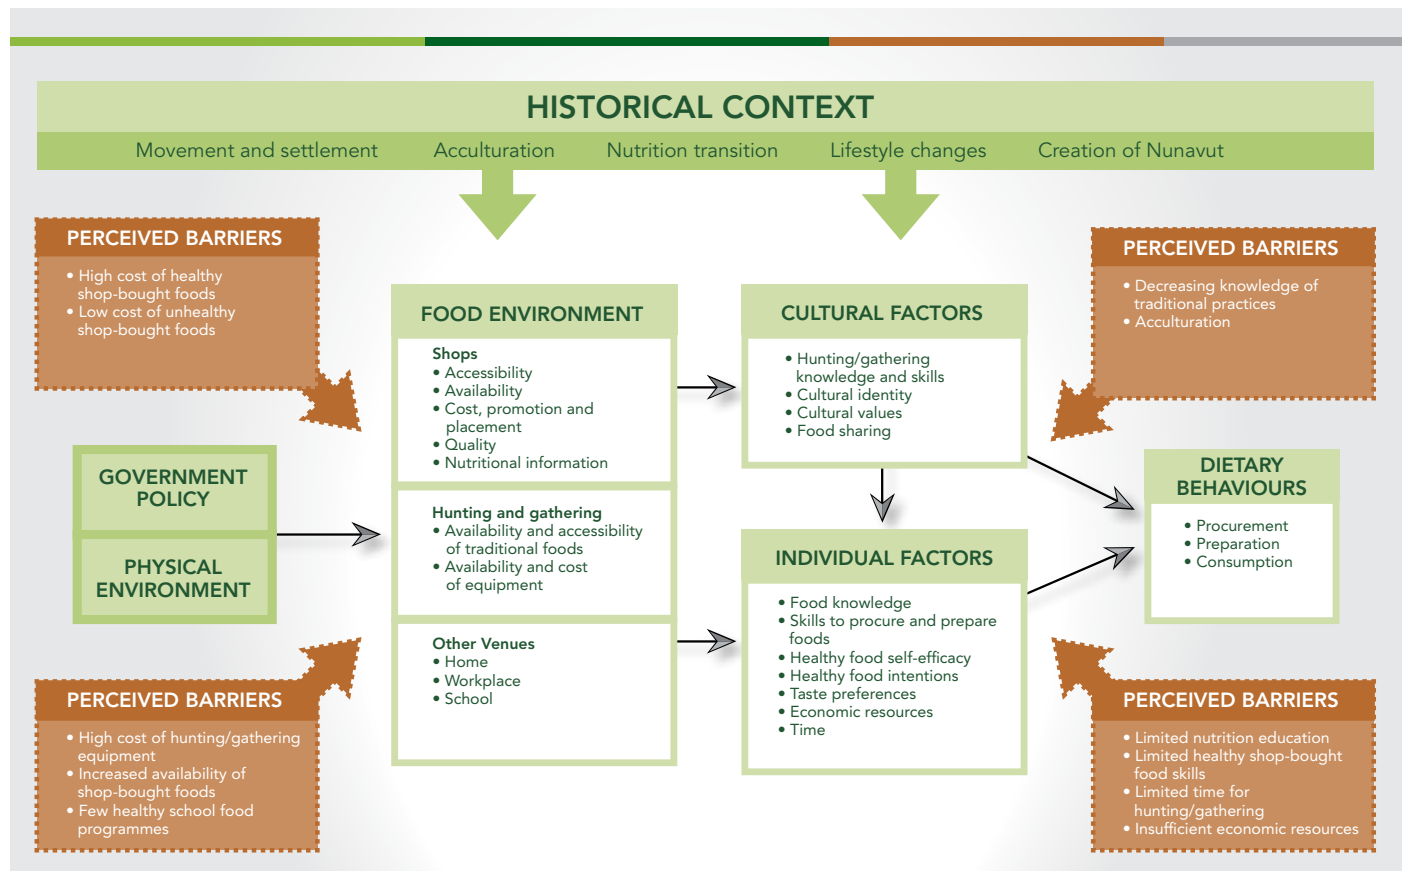 HISTORICAL CONTEXT
Movement and settlement Acculturation Nutrition transition Lifestyle changes Creation of Nunavut
PERCEIVED BARRIERS
• High cost of healthy
shop-bought foods
• Low cost of unhealthy
shop-bought foods
GOVERNMENT
POLICY
PHYSICAL
ENVIRONMENT
PERCEIVED BARRIERS
• High cost of hunting/gathering
equipment
• Increased availability of
shop-bought foods
• Few healthy school food
programmes
FOOD ENVIRONMENT
Shops
• Accessibility
• Availability
• Cost, promotion and
placement
• Quality
• Nutritional information
Hunting and gathering
• Availability and accessibility
of traditional foods
• Availability and cost
of equipment
Other Venues
• Home
• Workplace
• School
CULTURAL FACTORS
• Hunting/gathering
knowledge and skills
• Cultural identity
• Cultural values
• Food sharing
INDIVIDUAL FACTORS
• Food knowledge
• Skills to procure and prepare
foods
• Healthy food self-efficacy
• Healthy food intentions
• Taste preferences
• Economic resources
• Time
PERCEIVED BARRIERS
• Decreasing knowledge of
traditional practices
• Acculturation
DIETARY
BEHAVIOURS
• Procurement
• Preparation
• Consumption
PERCEIVED BARRIERS
• Limited nutrition education
• Limited healthy shop-bought
food skills
• Limited time for
hunting/gathering
• Insufficient economic resources